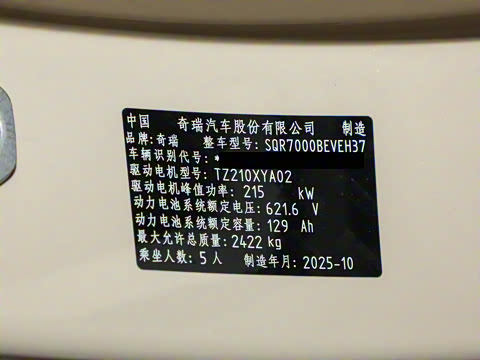 中国 奇瑞汽车股份有限公司 制造
品牌: 奇瑞 整车型号: SQR7000BEVEH37
车辆识别代号: *
驱动电机型号: TZ210XYA02
驱动电机峰值功率: 215 kW
动力电池系统额定电压: 621.6 V
动力电池系统额定容量: 129 Ah
最大允许总质量: 2422 kg
乘坐人数: 5 人 制造年月: 2025-10